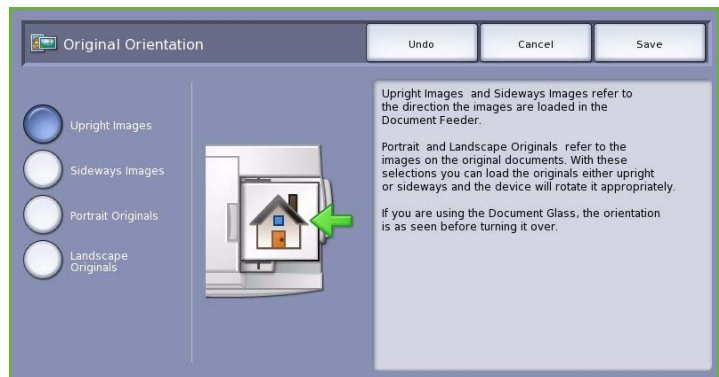 Original Orientation
Undo
Cancel
Save
Upright Images
Sideways Images
Portrait Originals
Landscape
Originals
Upright Images and Sideways Images refer to
the direction the images are loaded in the
Document Feeder.
Portrait and Landscape Originals refer to the
images on the original documents. With these
selections you can load the originals either upright
or sideways and the device will rotate it appropriately.
If you are using the Document Glass, the orientation
is as seen before turning it over.